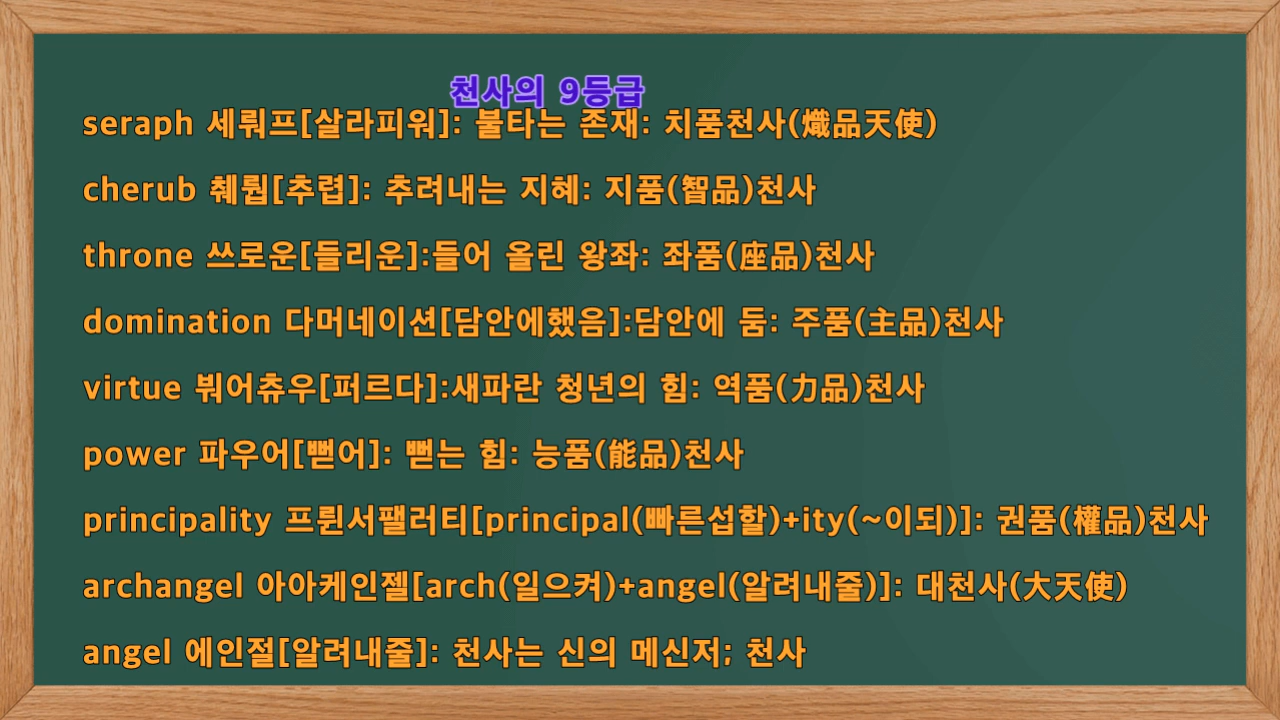 천사의 9등급
seraph 세뤄프[살라피워]: 불타는 존재: 치품천사(熾品天使)
cherub 췌뤕[추렵]: 추려내는 지혜: 지품(智品)천사
throne 쓰로운[들리운]:들어 올린 왕좌: 좌품(座品)천사
domination 다머네이션[담안에했음]:담안에 둠: 주품(主品)천사
virtue 붜어츄우[퍼르다]:새파란 청년의 힘: 역품(力品)천사
power 파우어[뻗어]: 뻗는 힘: 능품(能品)천사
principality 프륀서팰러티[principal(빠른섭할)+ity(~이되)]: 권품(權品)천사
archangel 아아케인젤[arch(일으켜)+angel(알려내줄)]: 대천사(大天使)
angel 에인절[알려내줄]: 천사는 신의 메신저; 천사